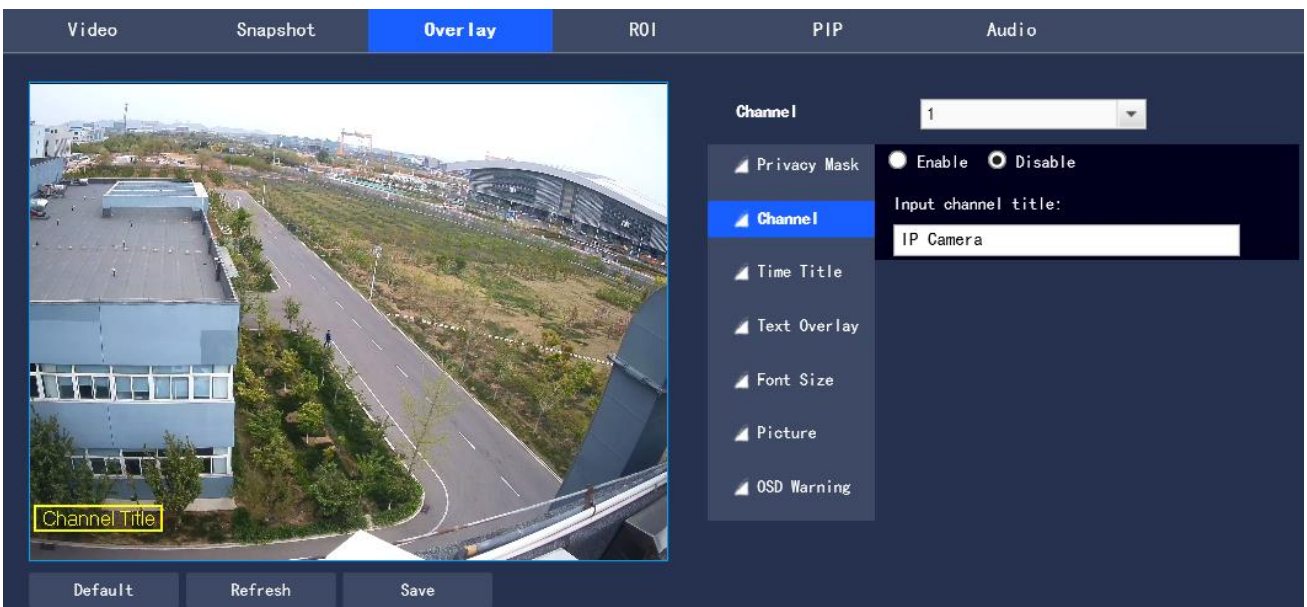 Video Snapshot Overlay ROI PIP Audio
Channel 1
Privacy Mask
Enable Disable
Channel
Input channel title:
IP Camera
Time Title
Text Overlay
Font Size
Picture
OSD Warning
Channel Title
Default Refresh Save